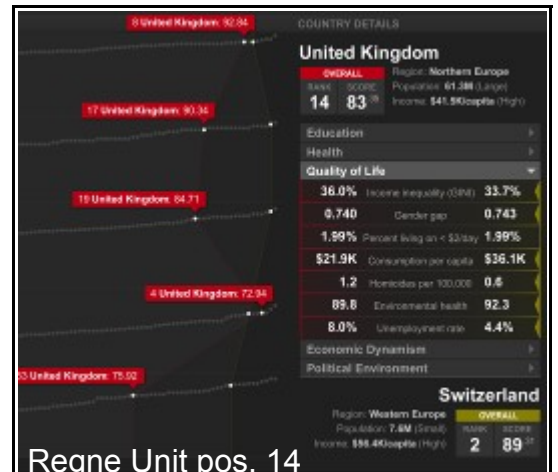 8 United Kingdom: 92.84
17 United Kingdom: 90.34
19 United Kingdom: 84.71
4 United Kingdom: 72.94
United Kingdom: 75.92
COUNTRY DETAILS
United Kingdom
OVERALL
RANK SCORE
14 83
Region: Northern Europe
Population: 61.3M (Large)
Income: $41.5K/capita (High)
Education
Health
Quality of Life
36.0% Income inequality (GINI) 33.7%
0.740 Gender gap 0.743
1.99% Percent living on < $2/day 1.99%
$21.9K Consumption per capita $36.1K
1.2 Homicides per 100,000 0.6
89.8 Environmental health 92.3
8.0% Unemployment rate 4.4%
Economic Dynamism
Political Environment
Switzerland
Region: Western Europe
Population: 7.6M (Small)
Income: $56.4K/capita (High)
OVERALL
RANK SCORE
2 89
Regne Unit pos. 14